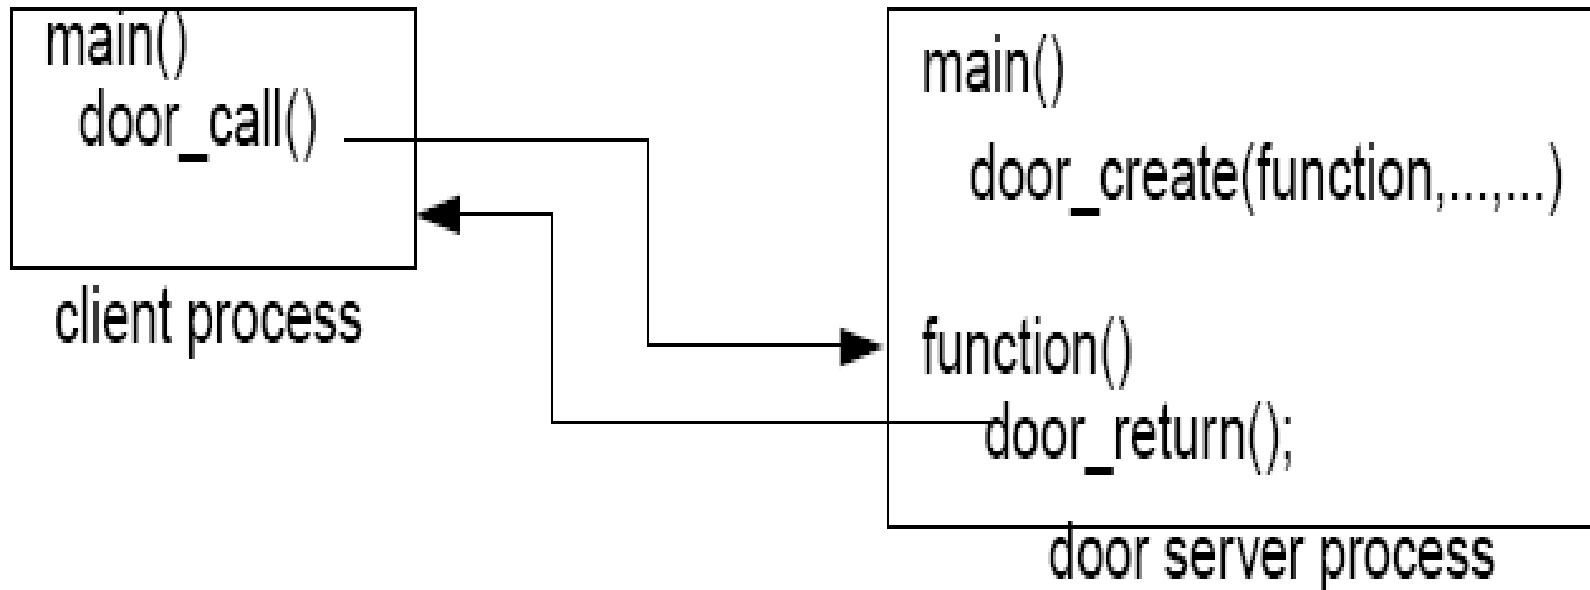 main()
door_call()
client process
main()
door_create(function,...,...)
function()
door_return();
door server process